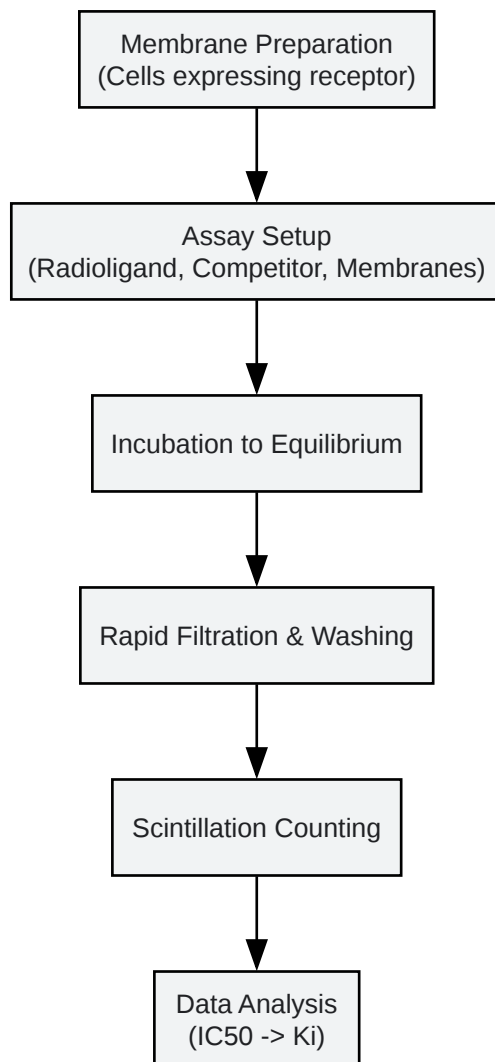 Membrane Preparation
(Cells expressing receptor)
Assay Setup
(Radioligand, Competitor, Membranes)
Incubation to Equilibrium
Rapid Filtration & Washing
Scintillation Counting
Data Analysis
(IC50 -> Ki)